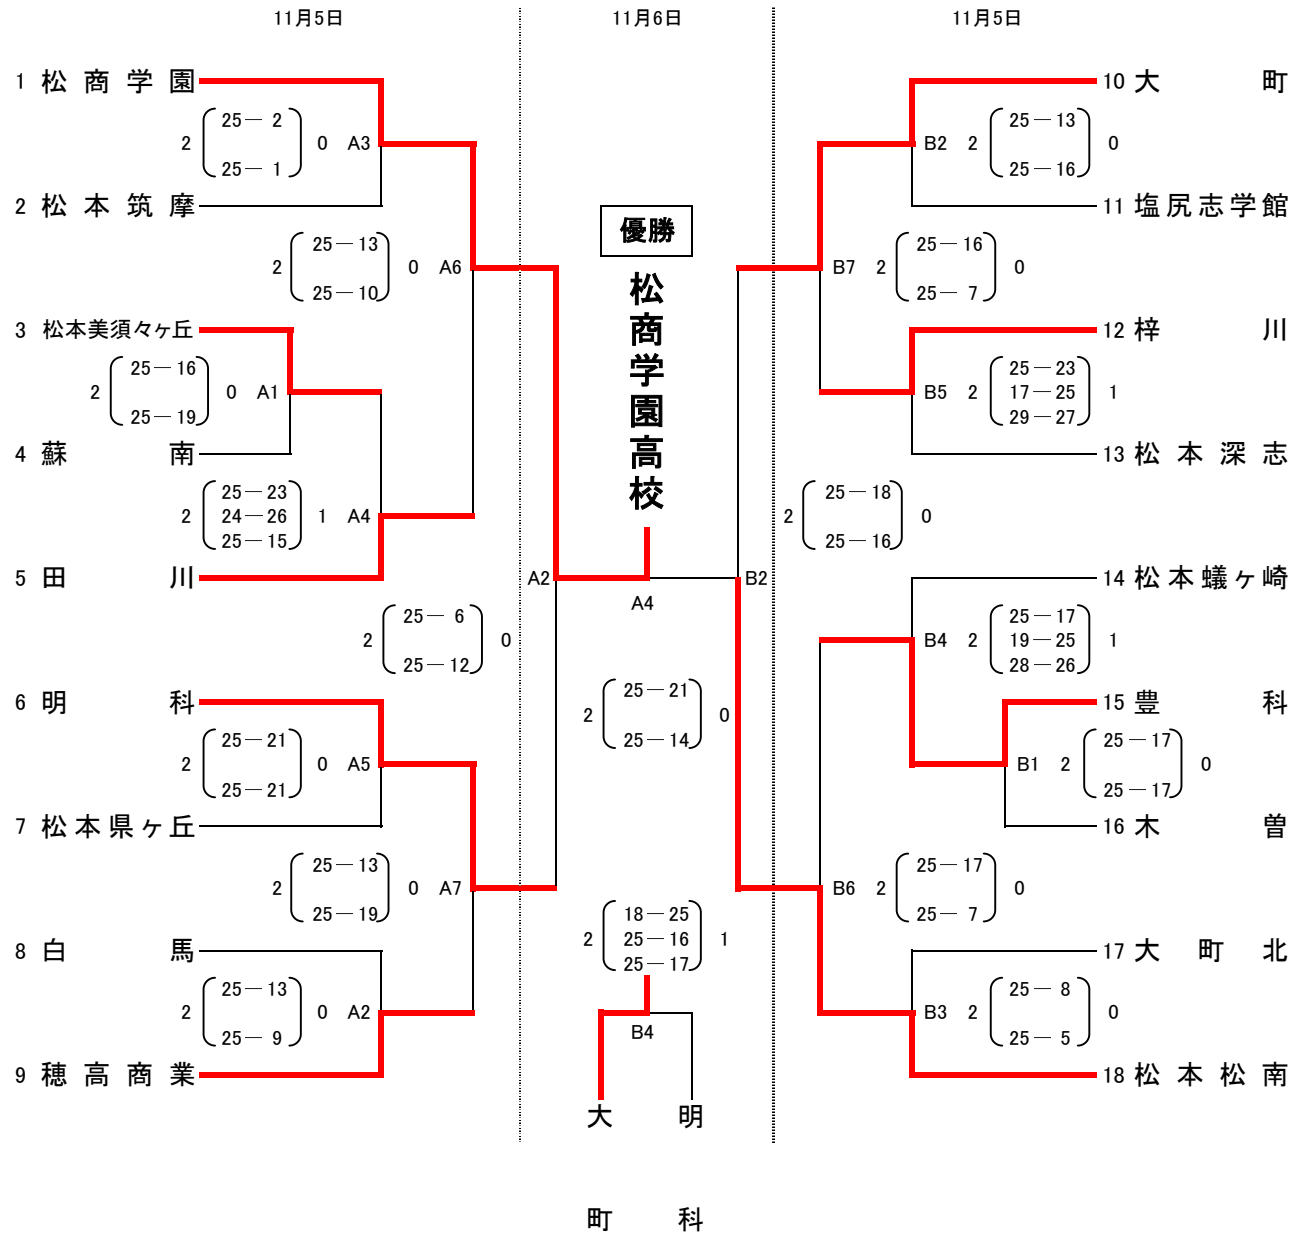 11月5日
11月6日
11月5日
1 松商学園
25－ 2
2 0 A3
25－ 1
2 松本筑摩
25－13
2 0 A6
25－10
3 松本美須々ヶ丘
25－16
2 0 A1
25－19
4 蘇南
25－23
2 24－26 1 A4
25－15
5 田川
25－ 6
2 0
25－12
6 明科
25－21
2 0 A5
25－21
7 松本県ヶ丘
25－13
2 0 A7
25－19
8 白馬
25－13
2 0 A2
25－ 9
9 穂高商業
優勝
松商学園高校
A2
B2
A4
25－21
2 0
25－14
18－25
2 25－16 1
25－17
B4
大町
明科
10 大町
25－13
B2 2 0
25－16
11 塩尻志学館
25－16
B7 2 0
25－ 7
12 梓川
25－23
B5 2 17－25 1
29－27
13 松本深志
25－18
2 0
25－16
14 松本蟻ヶ崎
25－17
B4 2 19－25 1
28－26
15 豊科
25－17
B1 2 0
25－17
16 木曽
25－17
B6 2 0
25－ 7
17 大町北
25－ 8
B3 2 0
25－ 5
18 松本松南